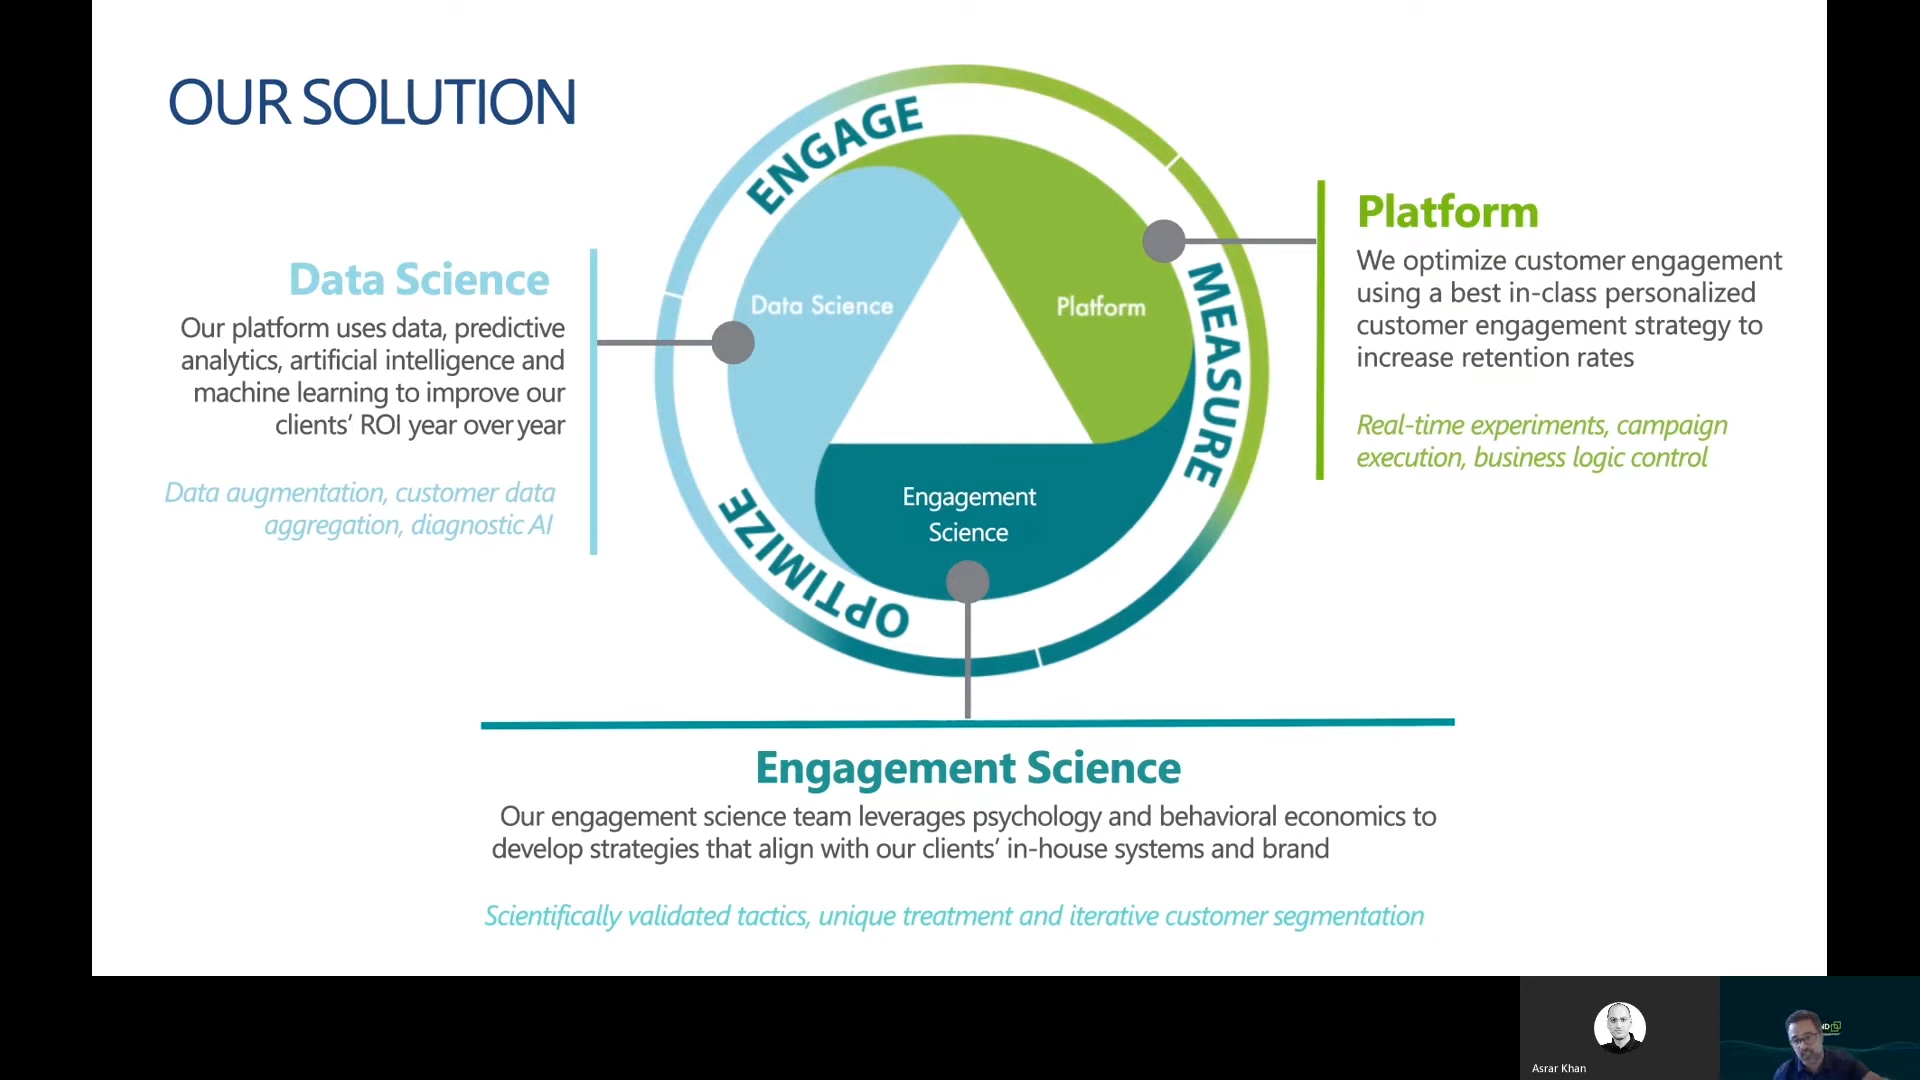 OUR SOLUTION
ENGAGE
MEASURE
OPTIMIZE
Data Science
Platform
Engagement
Science
Data Science
Our platform uses data, predictive
analytics, artificial intelligence and
machine learning to improve our
clients’ ROI year over year
Data augmentation, customer data
aggregation, diagnostic AI
Platform
We optimize customer engagement
using a best in-class personalized
customer engagement strategy to
increase retention rates
Real-time experiments, campaign
execution, business logic control
Engagement Science
Our engagement science team leverages psychology and behavioral economics to
develop strategies that align with our clients’ in-house systems and brand
Scientifically validated tactics, unique treatment and iterative customer segmentation
Asrar Khan